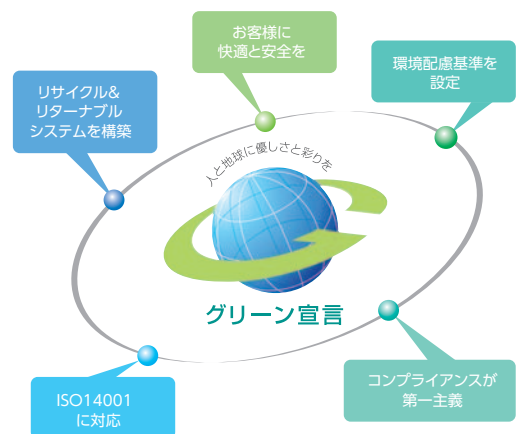 お客様に
快適と安全を
環境配慮基準を
設定
リサイクル&
リターナブル
システムを構築
人と地球に優しさと彩りを
グリーン宣言
コンプライアンスが
第一主義
ISO14001
に対応